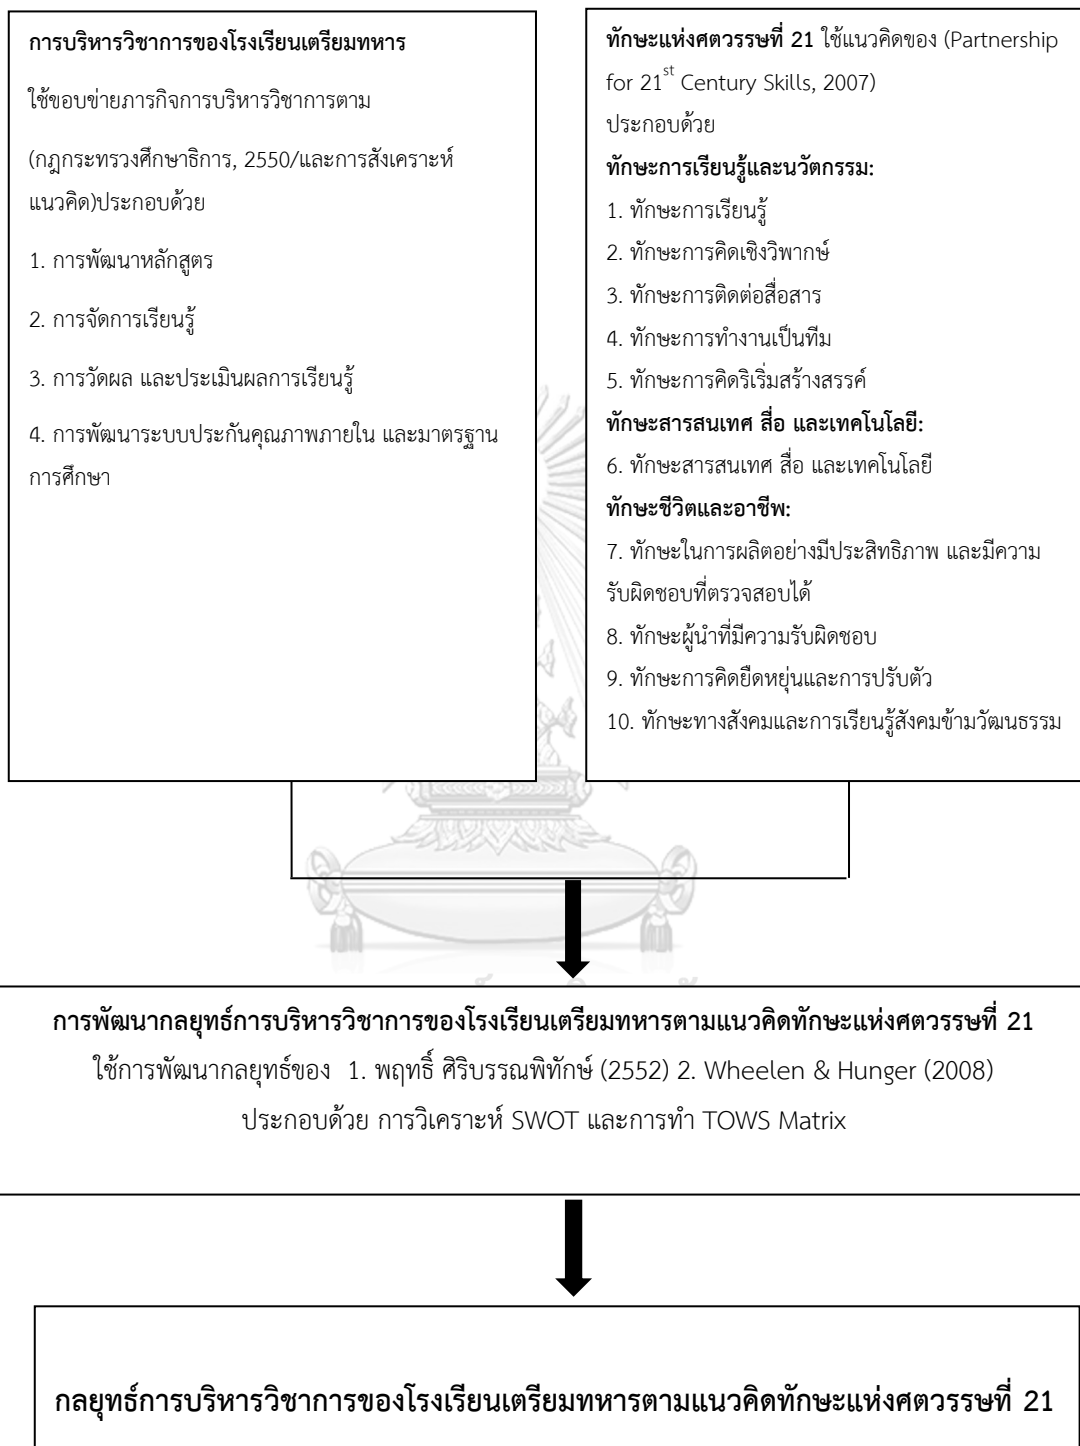 การบริหารวิชาการของโรงเรียนเตรียมทหาร
ใช้ขอบข่ายภารกิจการบริหารวิชาการตาม
(กฎกระทรวงศึกษาธิการ, 2550/และการสังเคราะห์
แนวคิด)ประกอบด้วย
1. การพัฒนาหลักสูตร
2. การจัดการเรียนรู้
3. การวัดผล และประเมินผลการเรียนรู้
4. การพัฒนาระบบประกันคุณภาพภายใน และมาตรฐาน
การศึกษา
ทักษะแห่งศตวรรษที่ 21 ใช้แนวคิดของ (Partnership
for 21st Century Skills, 2007)
ประกอบด้วย
ทักษะการเรียนรู้และนวัตกรรม:
1. ทักษะการเรียนรู้
2. ทักษะการคิดเชิงวิพากษ์
3. ทักษะการติดต่อสื่อสาร
4. ทักษะการทำงานเป็นทีม
5. ทักษะการคิดริเริ่มสร้างสรรค์
ทักษะสารสนเทศ สื่อ และเทคโนโลยี:
6. ทักษะสารสนเทศ สื่อ และเทคโนโลยี
ทักษะชีวิตและอาชีพ:
7. ทักษะในการผลิตอย่างมีประสิทธิภาพ และมีความ
รับผิดชอบที่ตรวจสอบได้
8. ทักษะผู้นำที่มีความรับผิดชอบ
9. ทักษะการคิดยืดหยุ่นและการปรับตัว
10. ทักษะทางสังคมและการเรียนรู้สังคมข้ามวัฒนธรรม
การพัฒนากลยุทธ์การบริหารวิชาการของโรงเรียนเตรียมทหารตามแนวคิดทักษะแห่งศตวรรษที่ 21
ใช้การพัฒนากลยุทธ์ของ 1. พฤทธิ์ ศิริบรรณพิทักษ์ (2552) 2. Wheelen & Hunger (2008)
ประกอบด้วย การวิเคราะห์ SWOT และการทำ TOWS Matrix
กลยุทธ์การบริหารวิชาการของโรงเรียนเตรียมทหารตามแนวคิดทักษะแห่งศตวรรษที่ 21